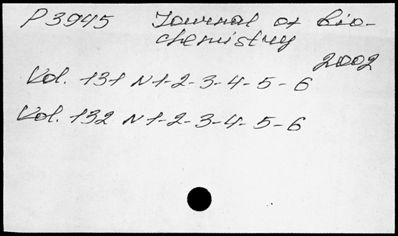 P 3945 Journal of Bio-
chemistry
2002
Vol. 131 N 1-2-3-4-5-6
Vol. 132 N 1-2-3-4-5-6